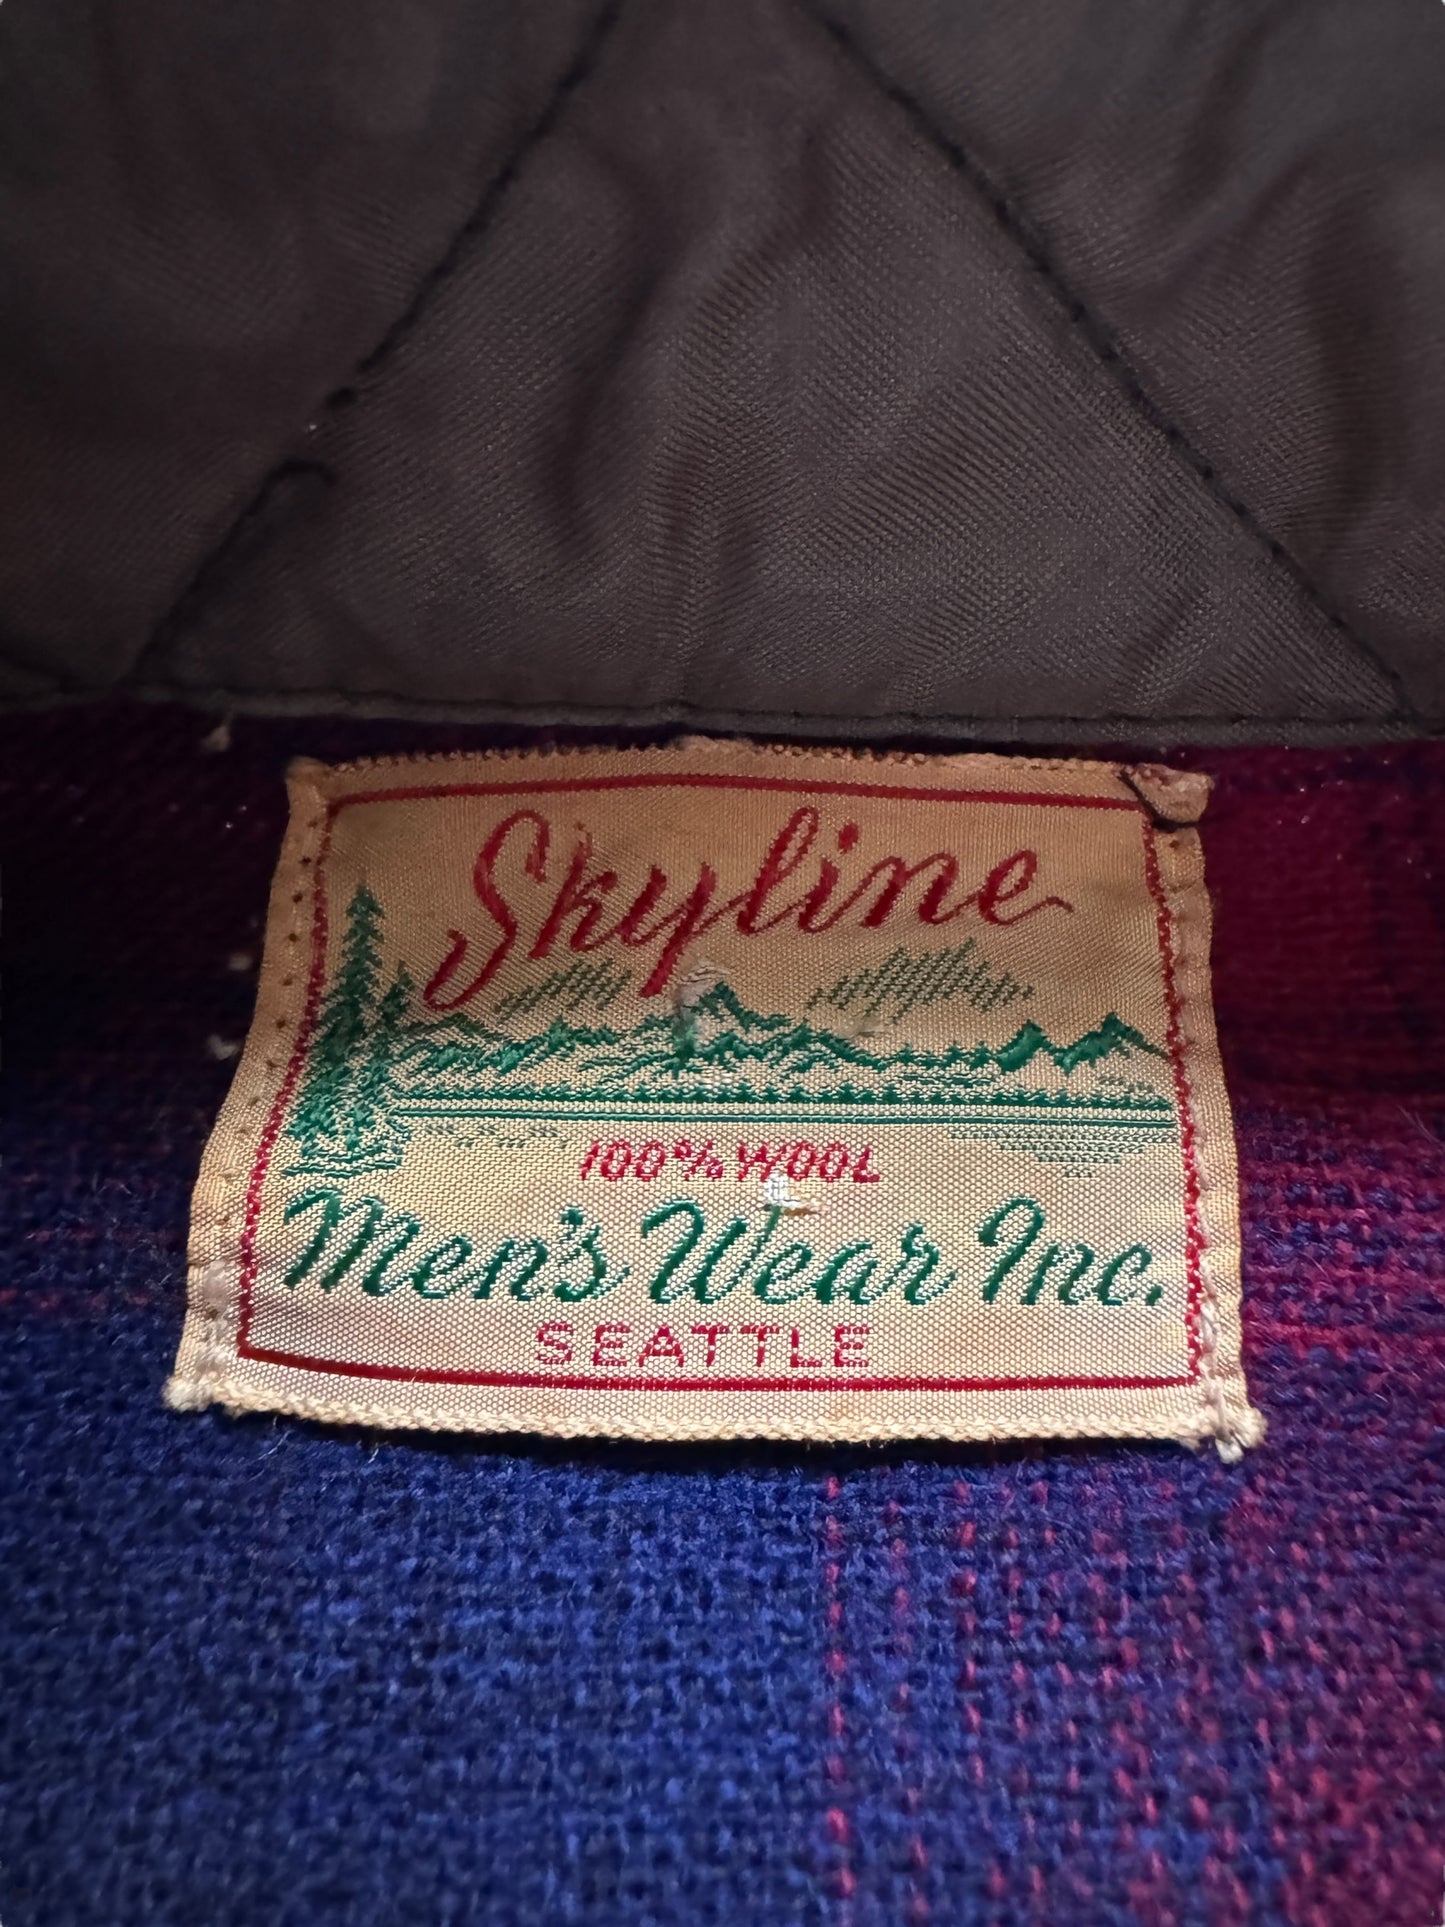 Skyline
100% WOOL
Men's Wear Inc.
SEATTLE